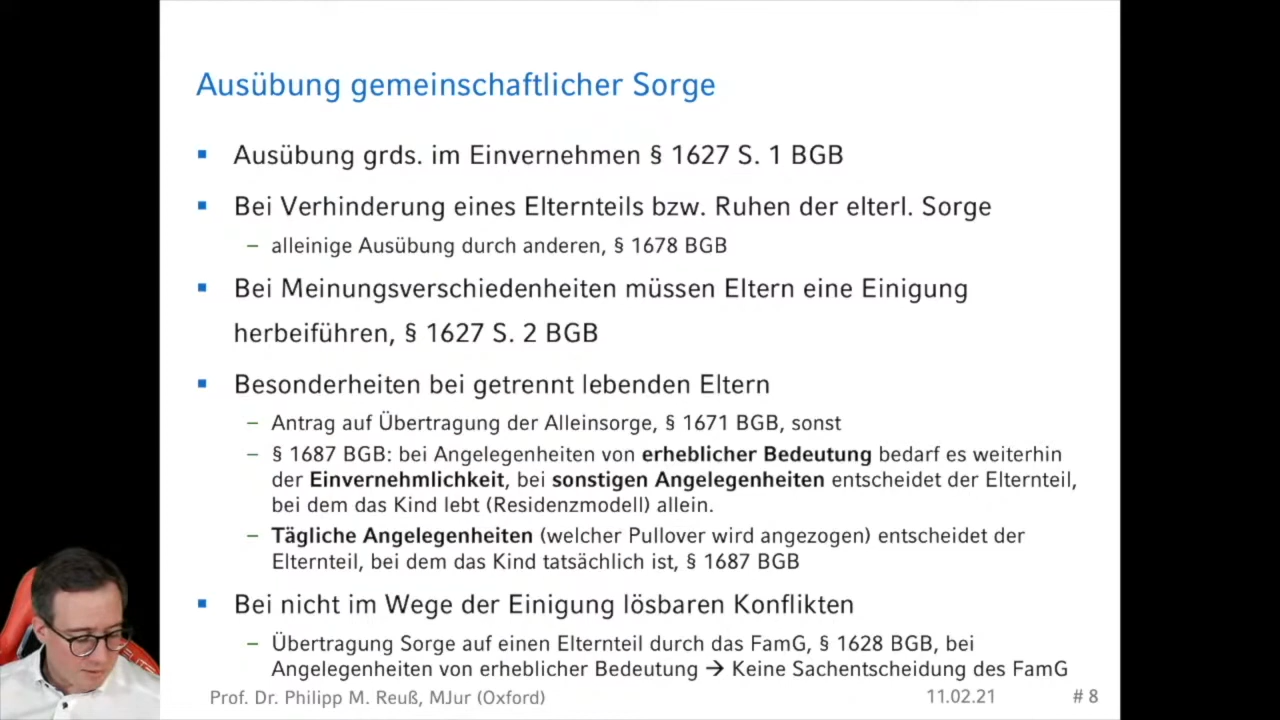 Ausübung gemeinschaftlicher Sorge
Ausübung grds. im Einvernehmen § 1627 S. 1 BGB
Bei Verhinderung eines Elternteils bzw. Ruhen der elterl. Sorge
– alleinige Ausübung durch anderen, § 1678 BGB
Bei Meinungsverschiedenheiten müssen Eltern eine Einigung
herbeiführen, § 1627 S. 2 BGB
Besonderheiten bei getrennt lebenden Eltern
– Antrag auf Übertragung der Alleinsorge, § 1671 BGB, sonst
– § 1687 BGB: bei Angelegenheiten von erheblicher Bedeutung bedarf es weiterhin
der Einvernehmlichkeit, bei sonstigen Angelegenheiten entscheidet der Elternteil,
bei dem das Kind lebt (Residenzmodell) allein.
– Tägliche Angelegenheiten (welcher Pullover wird angezogen) entscheidet der
Elternteil, bei dem das Kind tatsächlich ist, § 1687 BGB
Bei nicht im Wege der Einigung lösbaren Konflikten
– Übertragung Sorge auf einen Elternteil durch das FamG, § 1628 BGB, bei
Angelegenheiten von erheblicher Bedeutung → Keine Sachentscheidung des FamG
Prof. Dr. Philipp M. Reuß, MJur (Oxford) 11.02.21 # 8